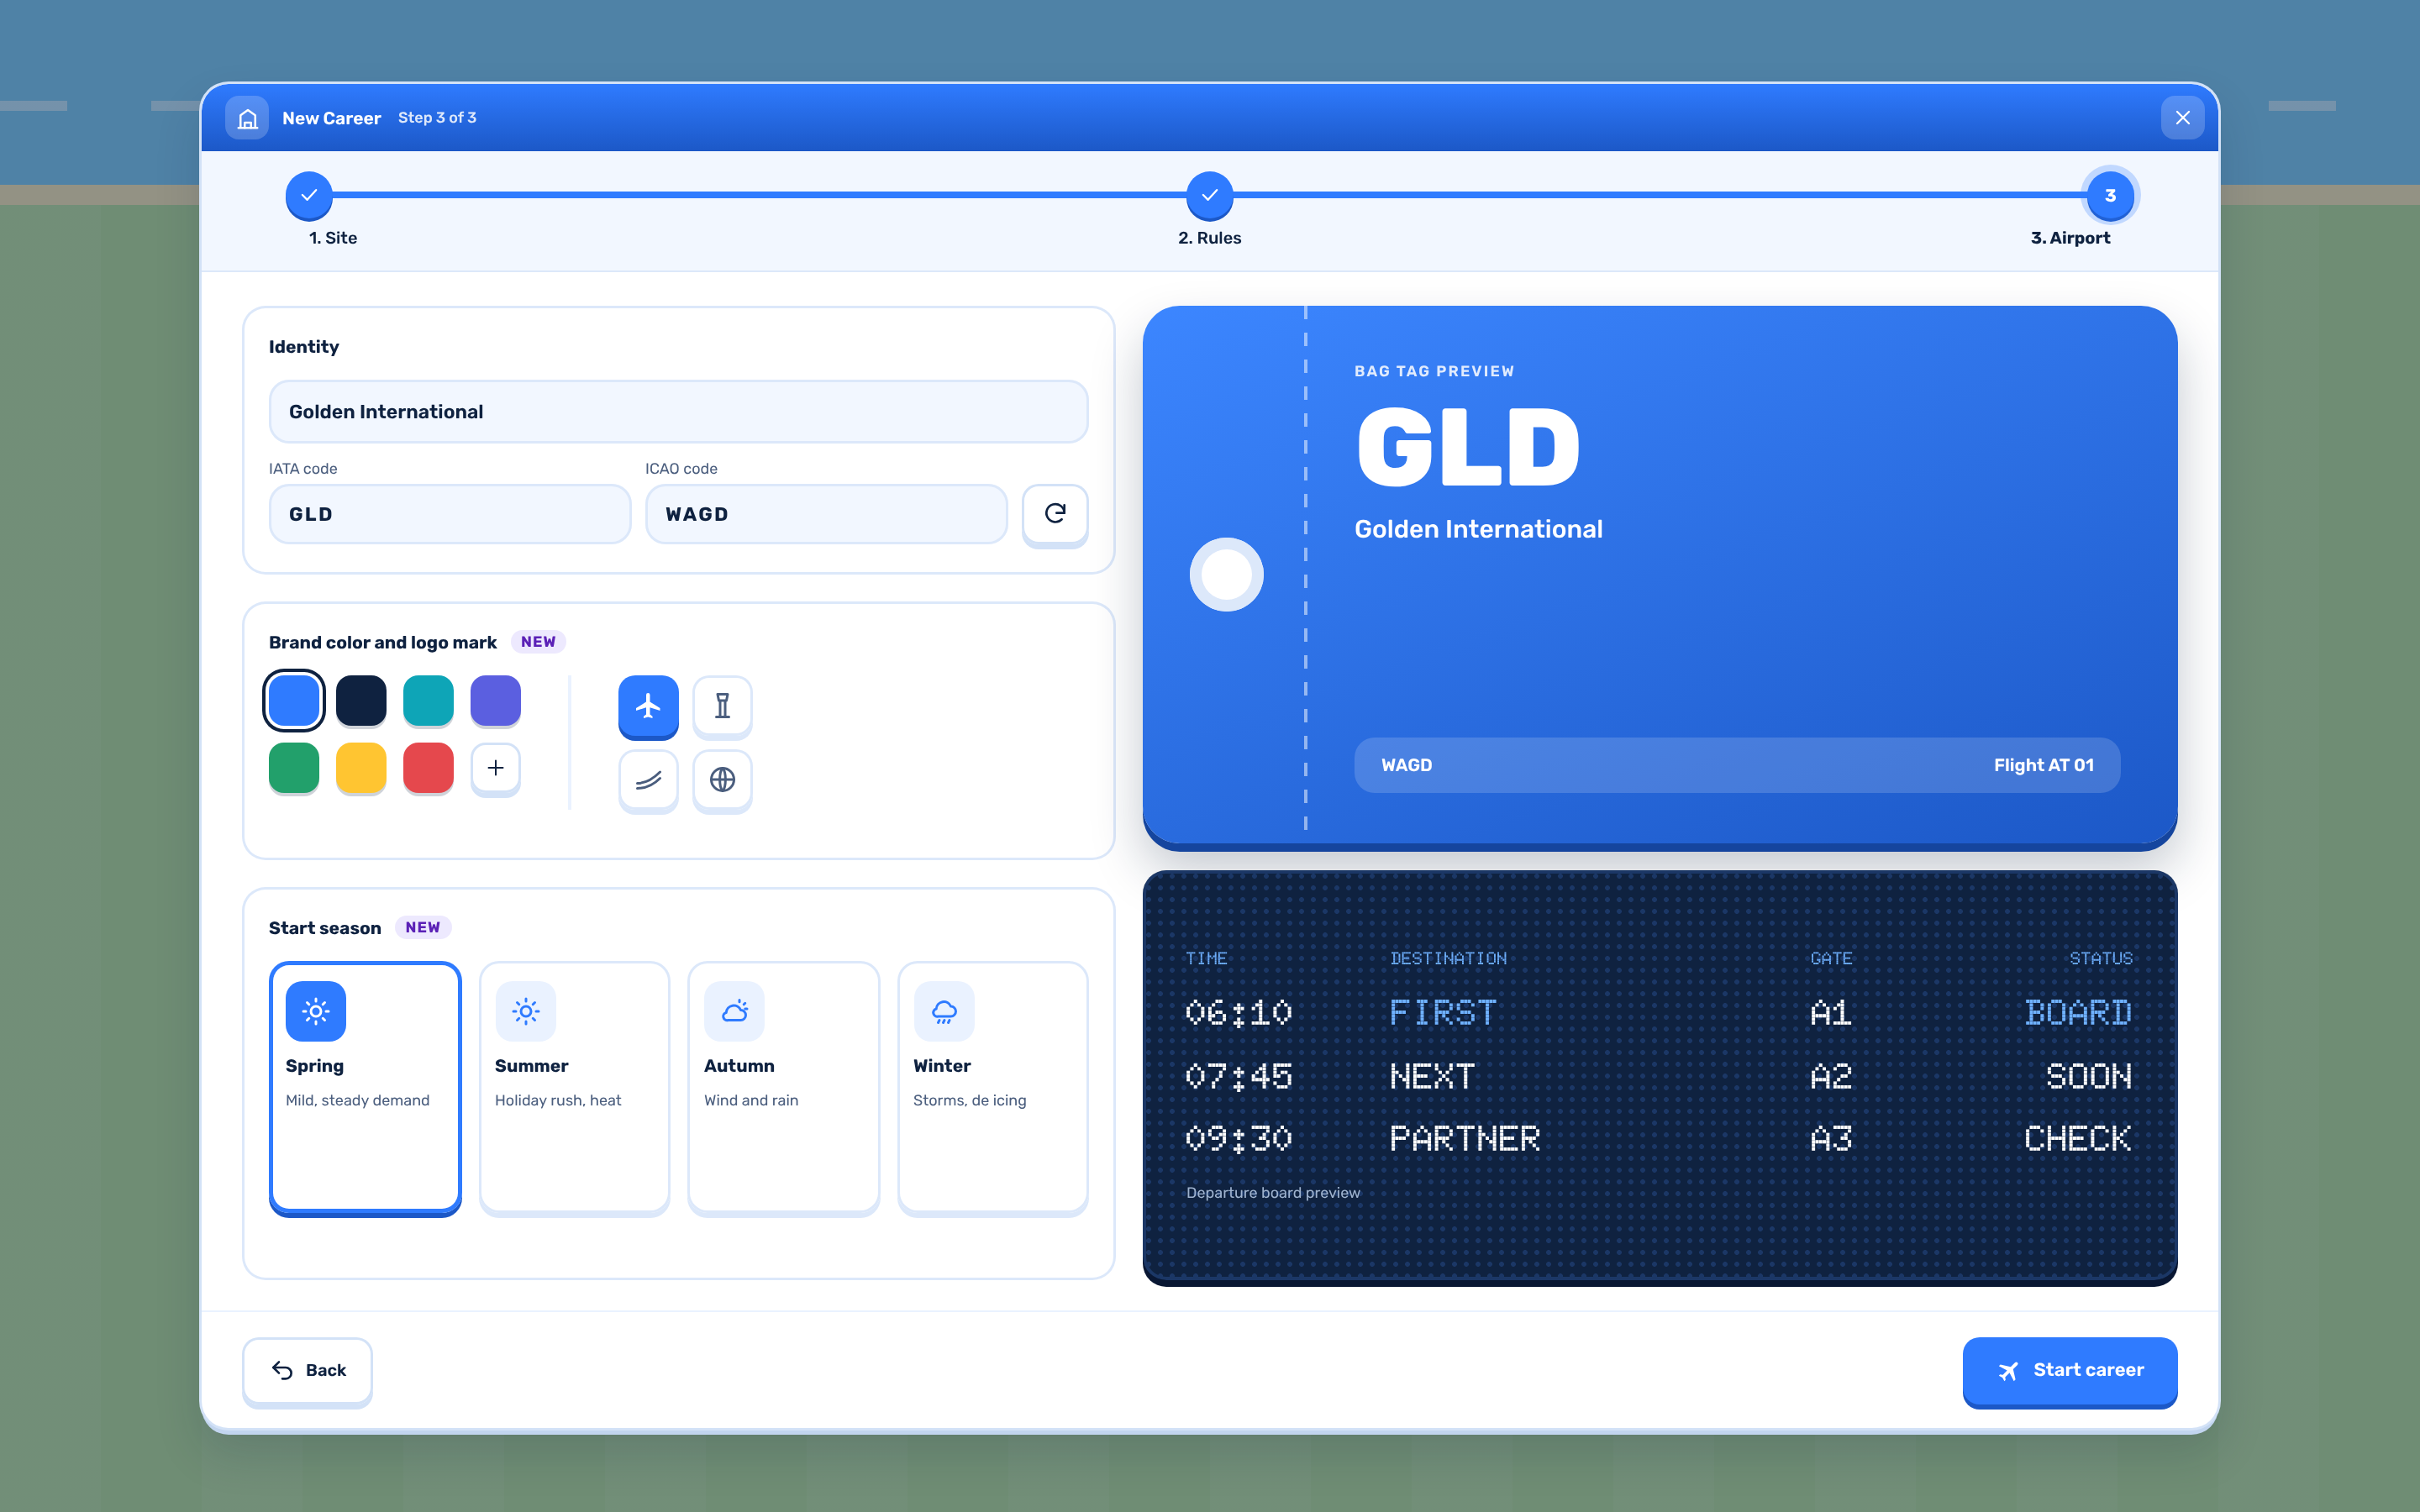 New Career Step 3 of 3
3
1. Site
2. Rules
3. Airport
Identity
Golden International
IATA code
ICAO code
GLD
WAGD
Brand color and logo mark NEW
Start season NEW
Spring
Mild, steady demand
Summer
Holiday rush, heat
Autumn
Wind and rain
Winter
Storms, de icing
BAG TAG PREVIEW
GLD
Golden International
WAGD
Flight AT 01
TIME DESTINATION GATE STATUS
06:10 FIRST A1 BOARD
07:45 NEXT A2 SOON
09:30 PARTNER A3 CHECK
Departure board preview
Back
Start career